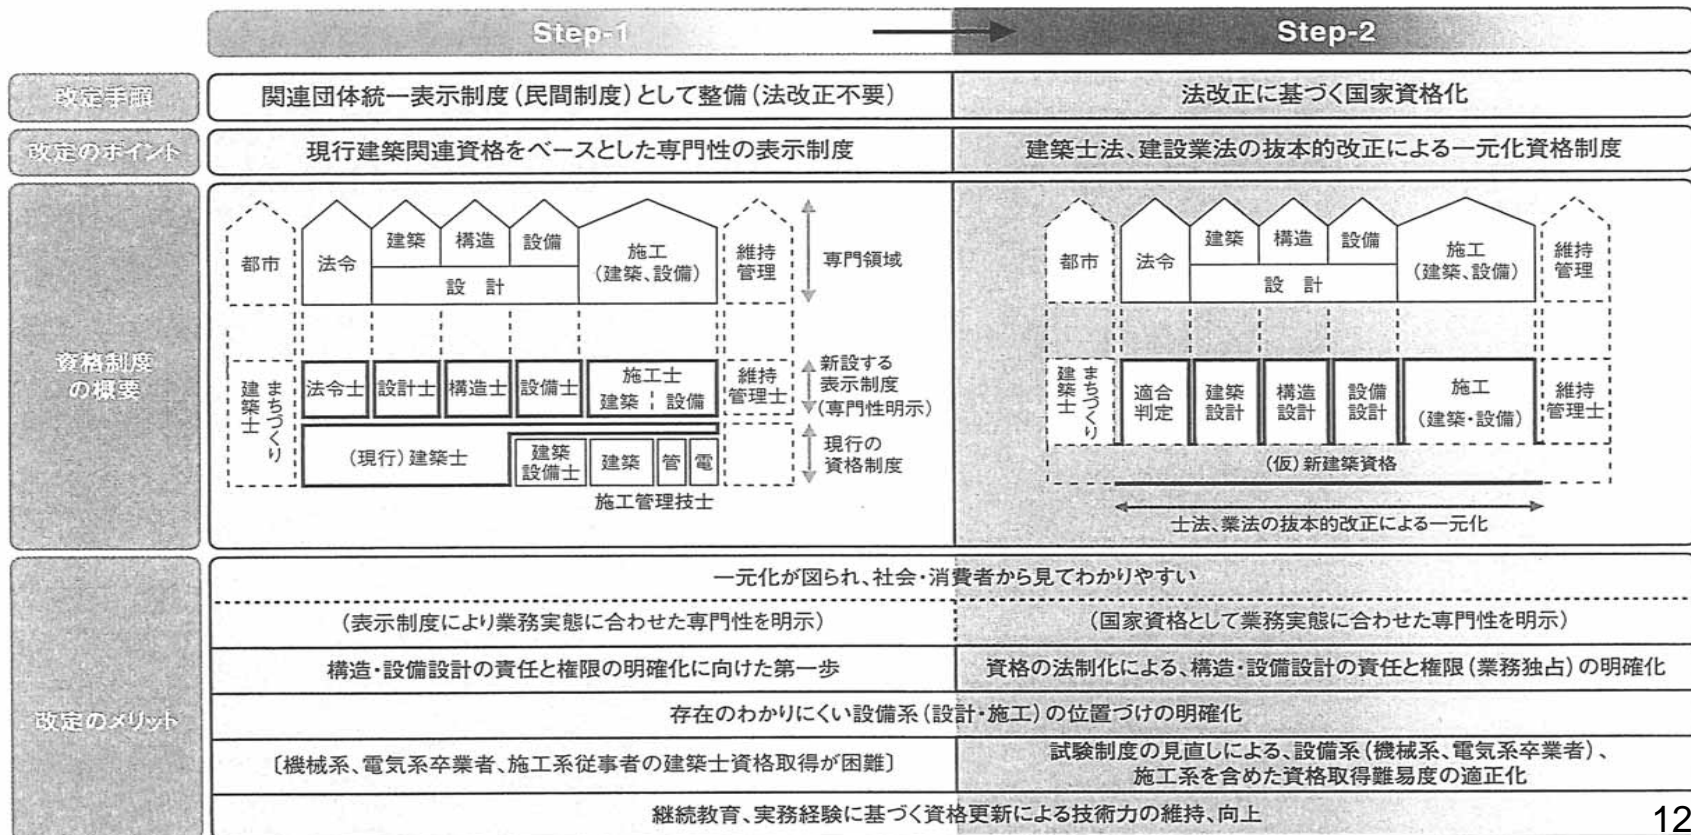 Step-1
Step-2
改定手順
関連団体統一表示制度(民間制度)として整備(法改正不要)
法改正に基づく国家資格化
改定のポイント
現行建築関連資格をベースとした専門性の表示制度
建築士法、建設業法の抜本的改正による一元化資格制度
資格制度
の概要
都市
法令
建築
構造
設備
設 計
施工
(建築、設備)
維持
管理
専門領域
まちづくり
建築士
法令士
設計士
構造士
設備士
施工士
建築 設備
維持
管理士
新設する
表示制度
(専門性明示)
(現行)建築士
建築
設備士
建築
管
電
施工管理技士
現行の
資格制度
都市
法令
建築
構造
設備
設 計
施工
(建築、設備)
維持
管理
まちづくり
建築士
適合
判定
建築
設計
構造
設計
設備
設計
施工
(建築・設備)
維持
管理士
(仮)新建築資格
士法、業法の抜本的改正による一元化
改定のメリット
一元化が図られ、社会・消費者から見てわかりやすい
(表示制度により業務実態に合わせた専門性を明示)
(国家資格として業務実態に合わせた専門性を明示)
構造・設備設計の責任と権限の明確化に向けた第一歩
資格の法制化による、構造・設備設計の責任と権限(業務独占)の明確化
存在のわかりにくい設備系(設計・施工)の位置づけの明確化
〔機械系、電気系卒業者、施工系従事者の建築士資格取得が困難〕
試験制度の見直しによる、設備系(機械系、電気系卒業者)、
施工系を含めた資格取得難易度の適正化
継続教育、実務経験に基づく資格更新による技術力の維持、向上
12